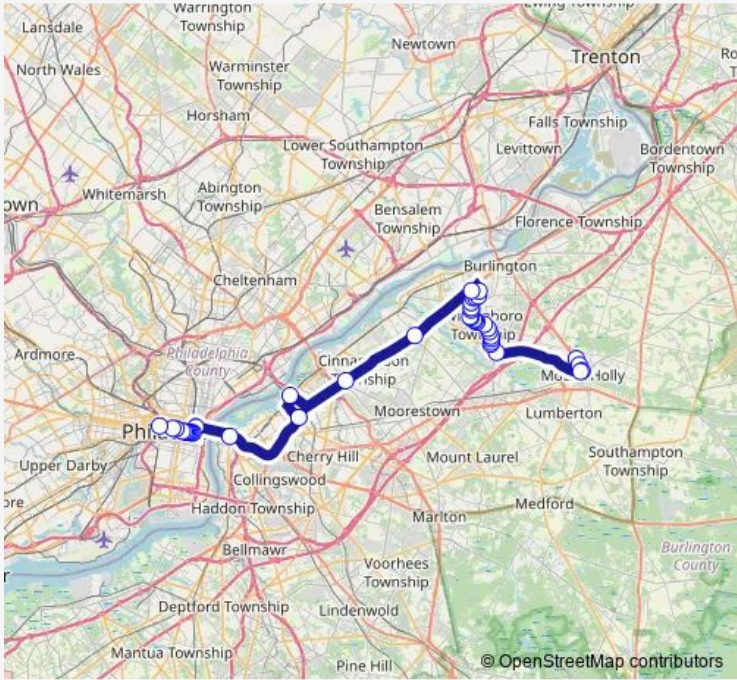 Warrington
Township
Lansdale
Newtown
Trenton
North Wales
Warminster
Township
Horsham
Falls Township
Lower Southampton
Township
Levittown
Bordentown
Township
Whitemarsh
Abington
Township
Bensalem
Township
Florence Township
Burlington
Cheltenham
Township
Ardmore
Philadelphia
County
Township
Holly
Moorestown
Lumberton
Upper Darby
Cherry Hill
Mount Laurel
Southampton
Township
Collingswood
Haddon Township
Marlton
Medford
Bellmawr
Voorhees
Township
Burlington
County
Deptford Township
Lindenwold
Mantua Township
Pine Hill
© OpenStreetMap contributors